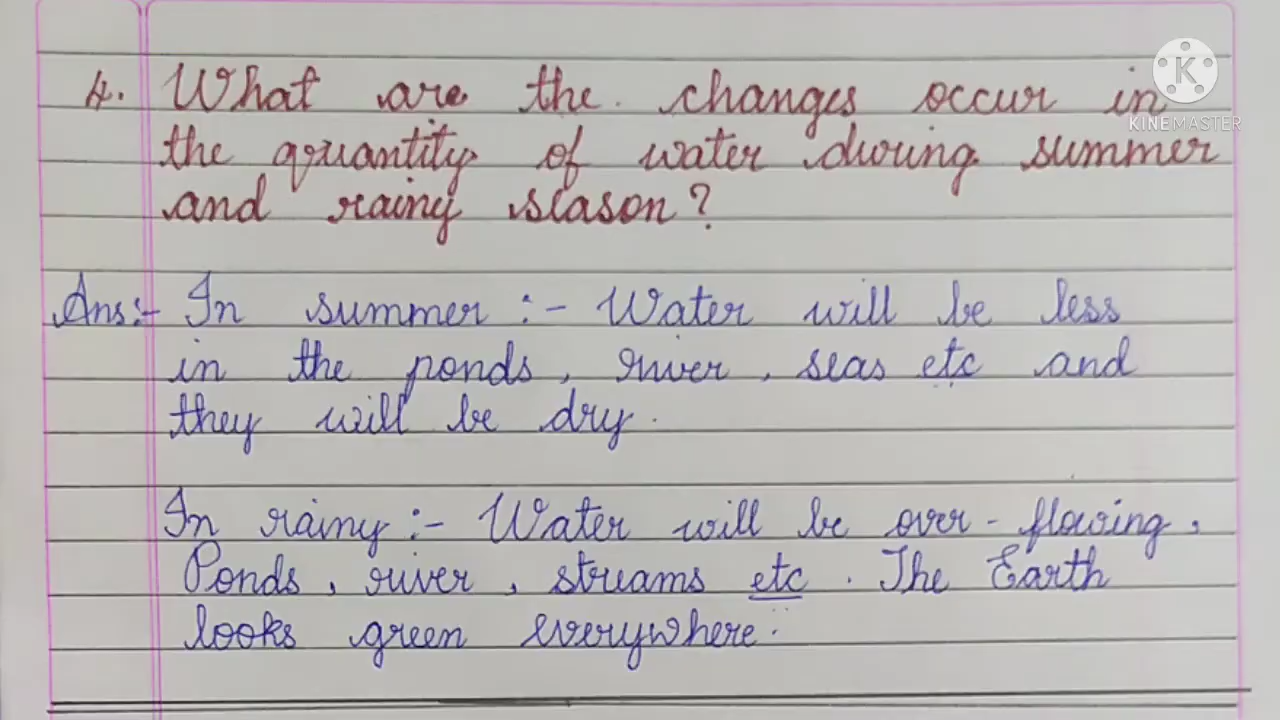 4. What are the changes occur in
the quantity of water during summer
and rainy season?
Ans:- In summer :- Water will be less
in the ponds, river, seas etc and
they will be dry.
In rainy :- Water will be over-flowing,
Ponds, river, streams etc. The Earth
looks green everywhere.
K
KINEMASTER